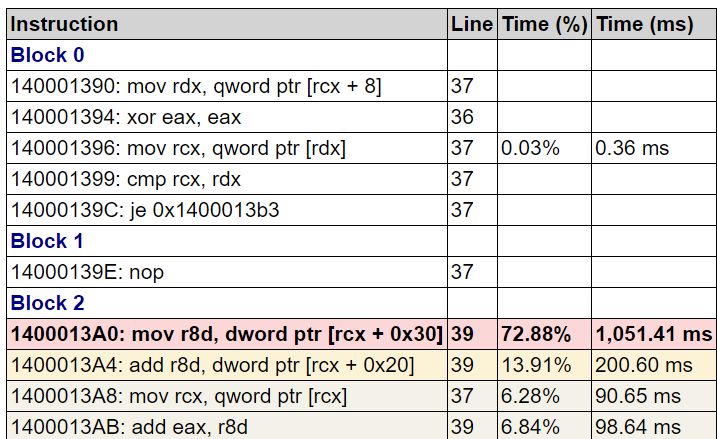 Instruction Line Time (%) Time (ms)
Block 0
140001390: mov rdx, qword ptr [rcx + 8] 37
140001394: xor eax, eax 36
140001396: mov rcx, qword ptr [rdx] 37 0.03% 0.36 ms
140001399: cmp rcx, rdx 37
14000139C: je 0x1400013b3 37
Block 1
14000139E: nop 37
Block 2
1400013A0: mov r8d, dword ptr [rcx + 0x30] 39 72.88% 1,051.41 ms
1400013A4: add r8d, dword ptr [rcx + 0x20] 39 13.91% 200.60 ms
1400013A8: mov rcx, qword ptr [rcx] 37 6.28% 90.65 ms
1400013AB: add eax, r8d 39 6.84% 98.64 ms